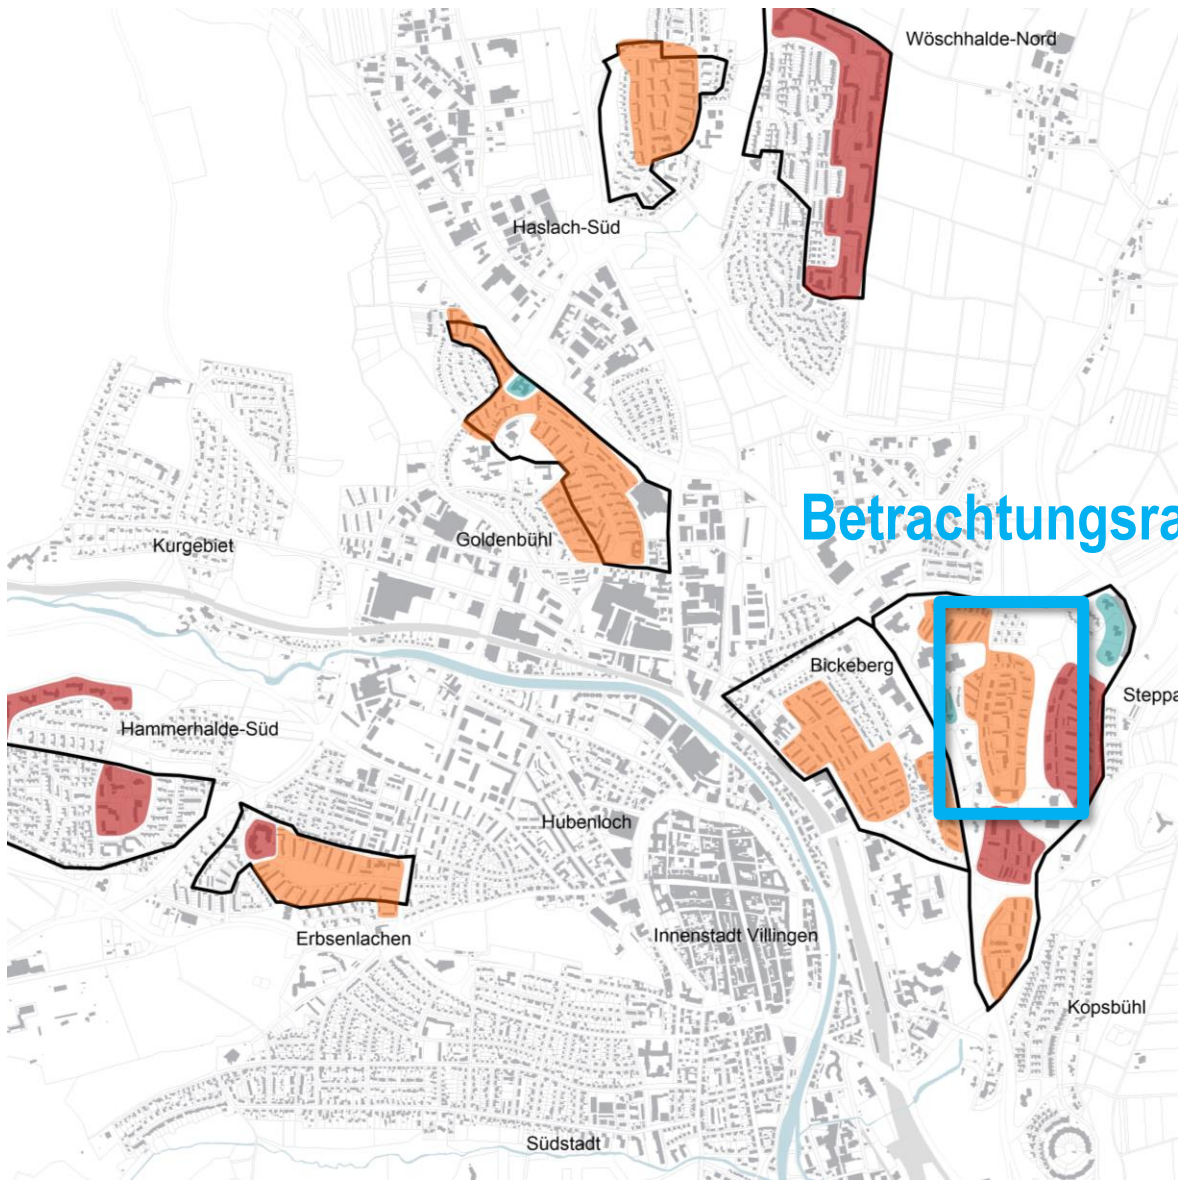 Wöschhalde-Nord
Haslach-Süd
Betrachtungsra
Kurgebiet
Goldenbühl
Bickeberg
Steppa
Hammerhalde-Süd
Hubenloch
Erbsenlachen
Innenstadt Villingen
Kopsbühl
Südstadt